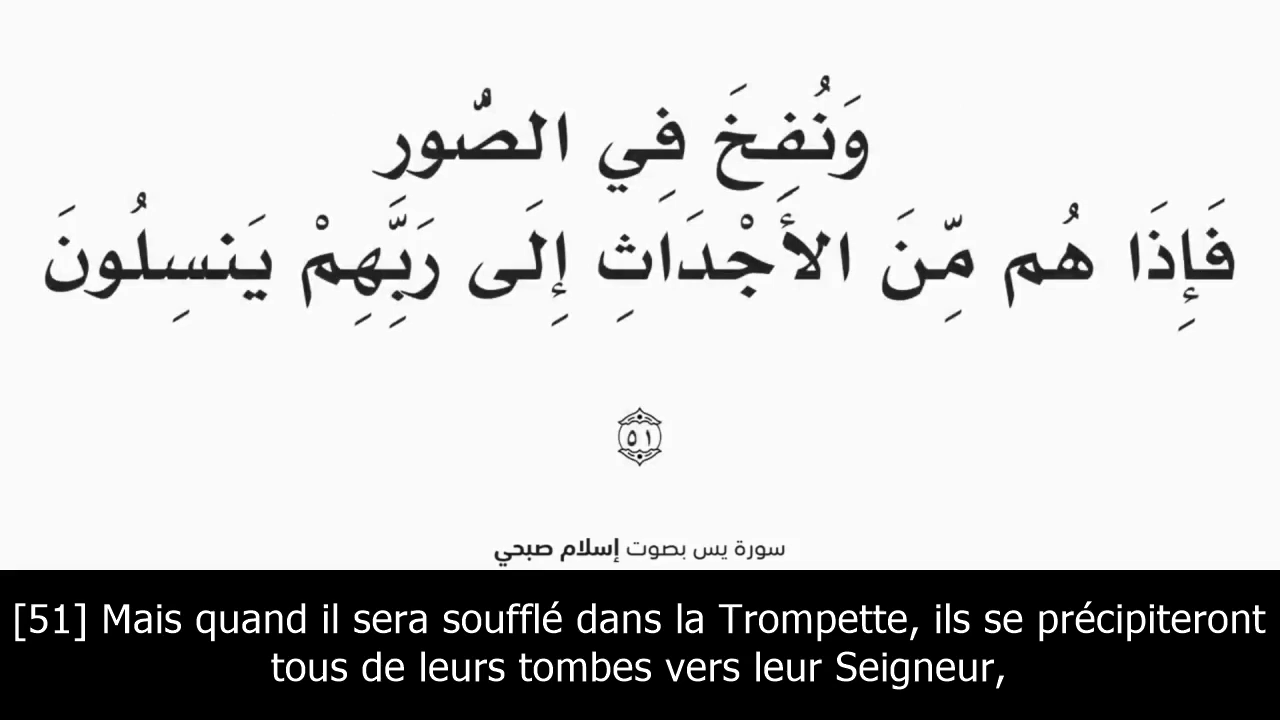 وَنُفِخَ فِي الصُّور
فَإِذَا هُم مِّنَ الأَجْدَاثِ إِلَى رَبِّهِمْ يَنسِلُونَ
٥١
سورة يس بصوت إسلام صبحي
[51] Mais quand il sera soufflé dans la Trompette, ils se précipiteront
tous de leurs tombes vers leur Seigneur,